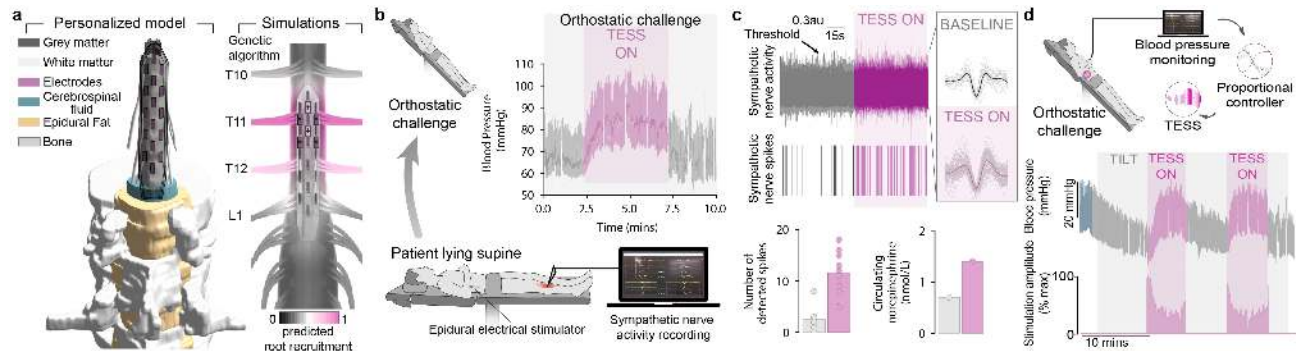 a
Personalized model
Grey matter
White matter
Electrodes
Cerebrospinal
fluid
Epidural Fat
Bone
Simulations
Genetic
algorithm
T10
T11
T12
L1
0 1
predicted
root recruitment
b
Orthostatic
challenge
Orthostatic challenge
TESS
ON
Blood Pressure
(mmHg)
110
100
90
80
70
60
50
0.0 2.5 5.0 7.5 10.0
Time (mins)
Patient lying supine
Epidural electrical stimulator
Sympathetic nerve
activity rocording
c
0.3au
15s
Threshold
TESS ON
BASELINE
TESS ON
Sympathetic
nerve activity
Sympathetic
nerve spikes
Number of
detected spikes
20
10
0
Circulating
norepinephrine
(nmol/L)
2
1
0
d
Blood pressure
monitoring
Proportional
controller
TESS
Orthostatic
challenge
TILT
TESS
ON
TESS
ON
Blood pressure
(mmHg)
20 mmHg
Stimulation amplitude
(% max)
100
0
10 mins